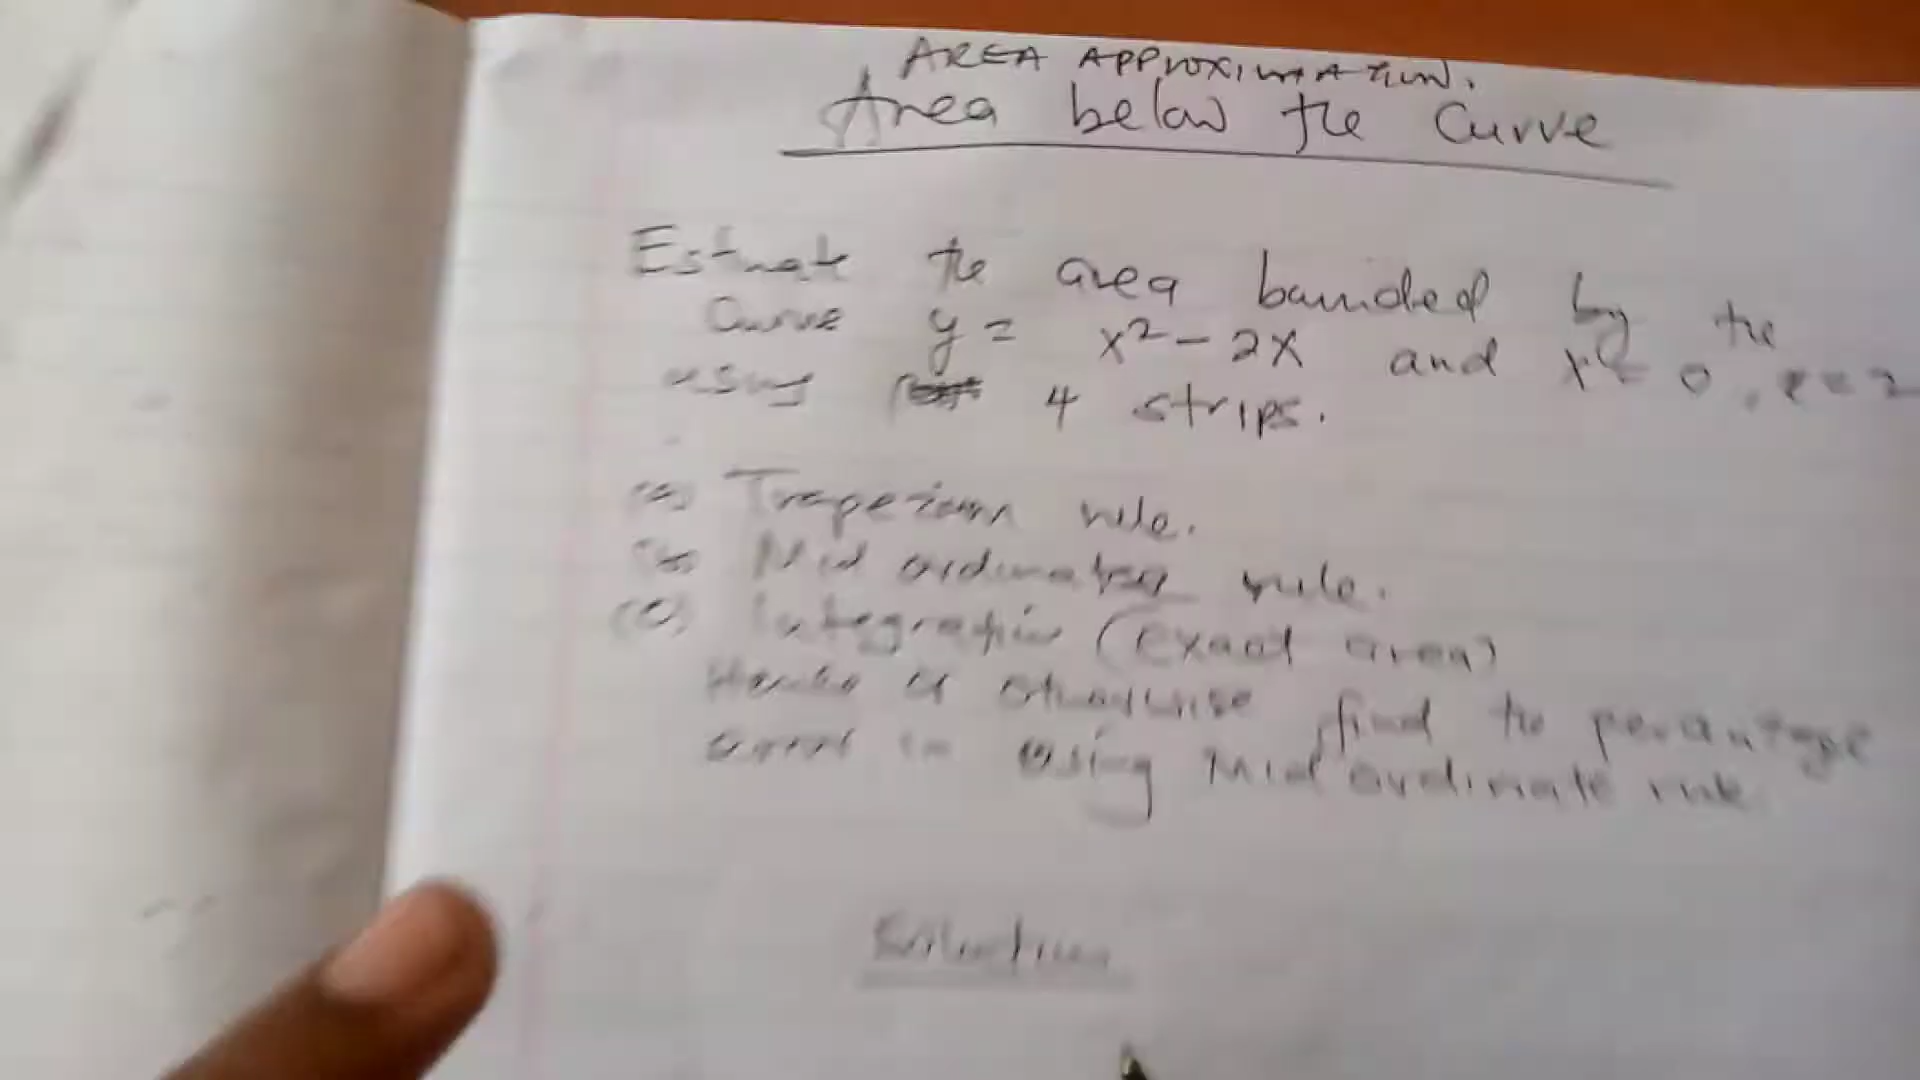 AREA APPROXIMATION.
Area below the Curve
Estimate the area bounded by the
Curve y = x² - 2x and x = 0, x = 2
using 4 strips.
(a) Trapezium rule.
(b) Mid ordinates rule.
(c) Integration (exact area)
Hence or otherwise, find the percentage
error in using Mid ordinate rule.
Solution